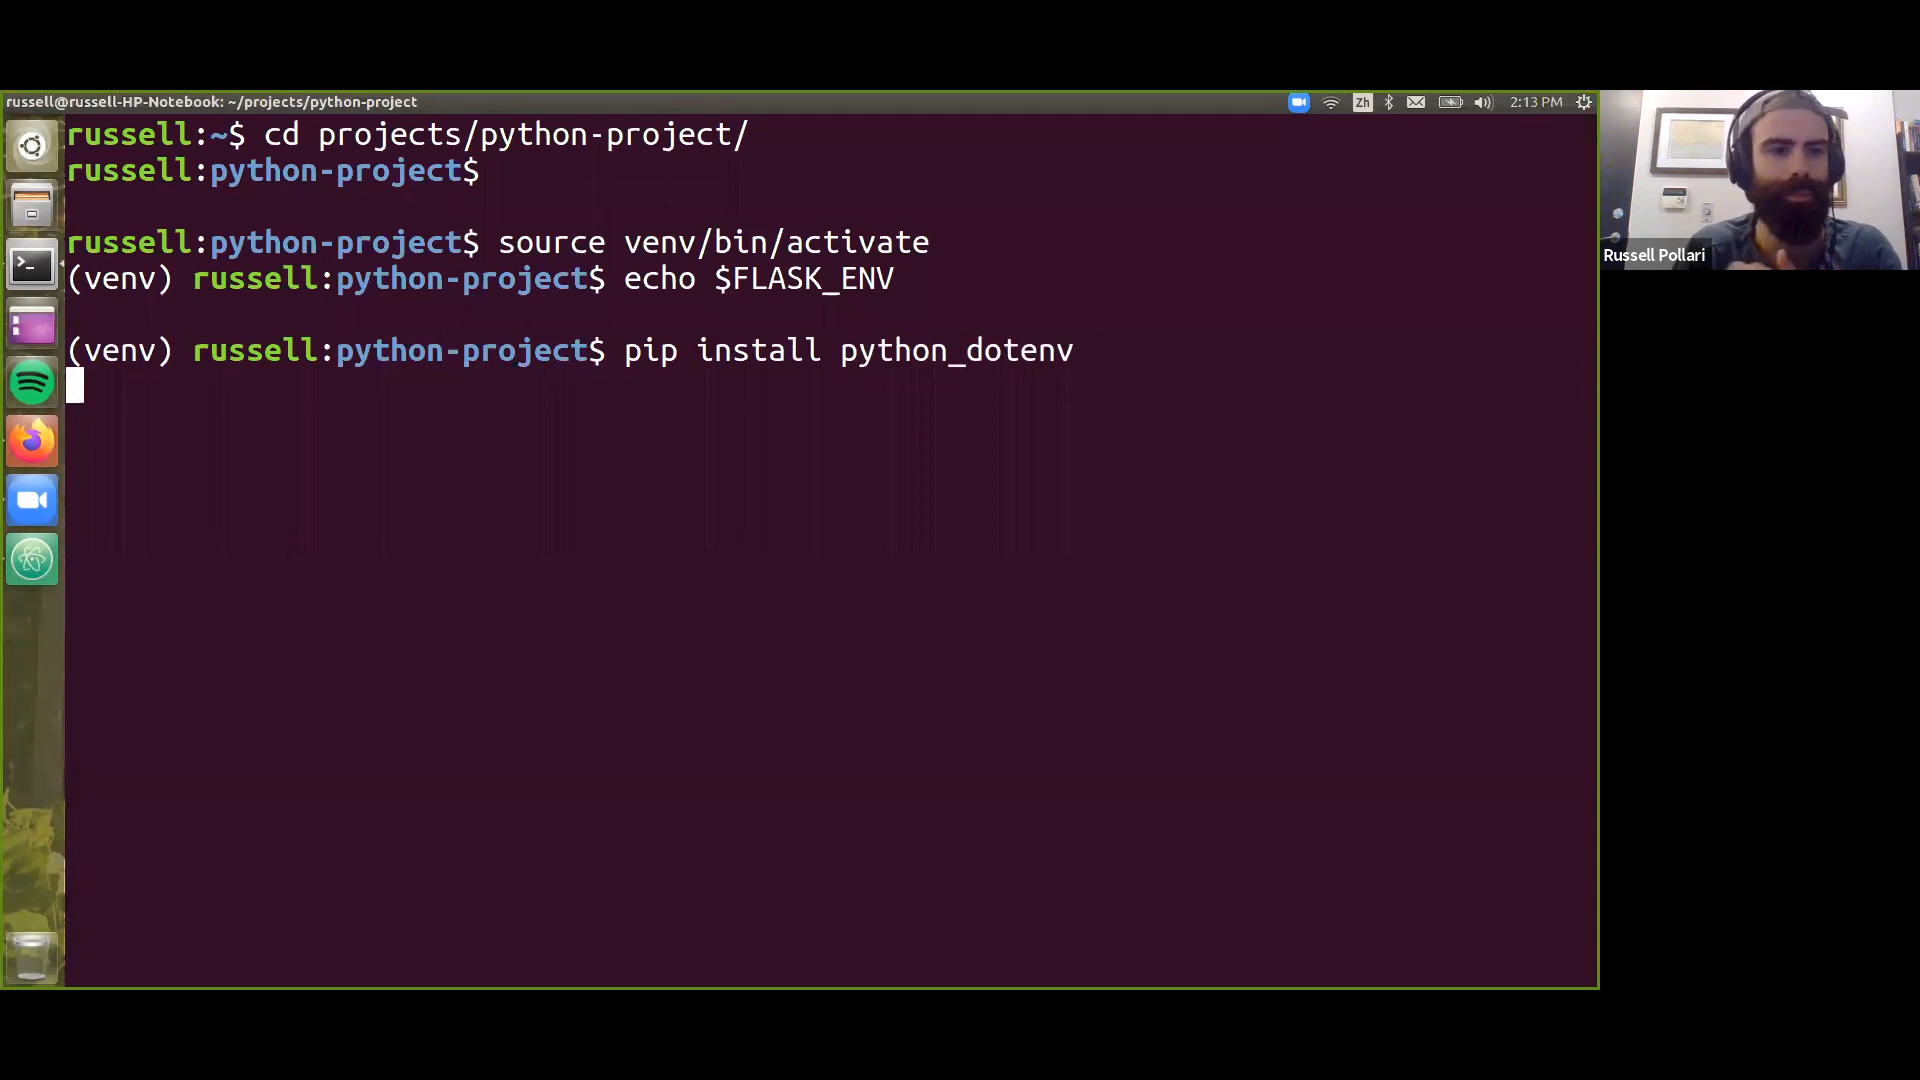 russell@russell-HP-Notebook: ~/projects/python-project
Zh
2:13 PM
russell:~$ cd projects/python-project/
russell:python-project$
russell:python-project$ source venv/bin/activate
(venv) russell:python-project$ echo $FLASK_ENV
(venv) russell:python-project$ pip install python_dotenv
Russell Pollari